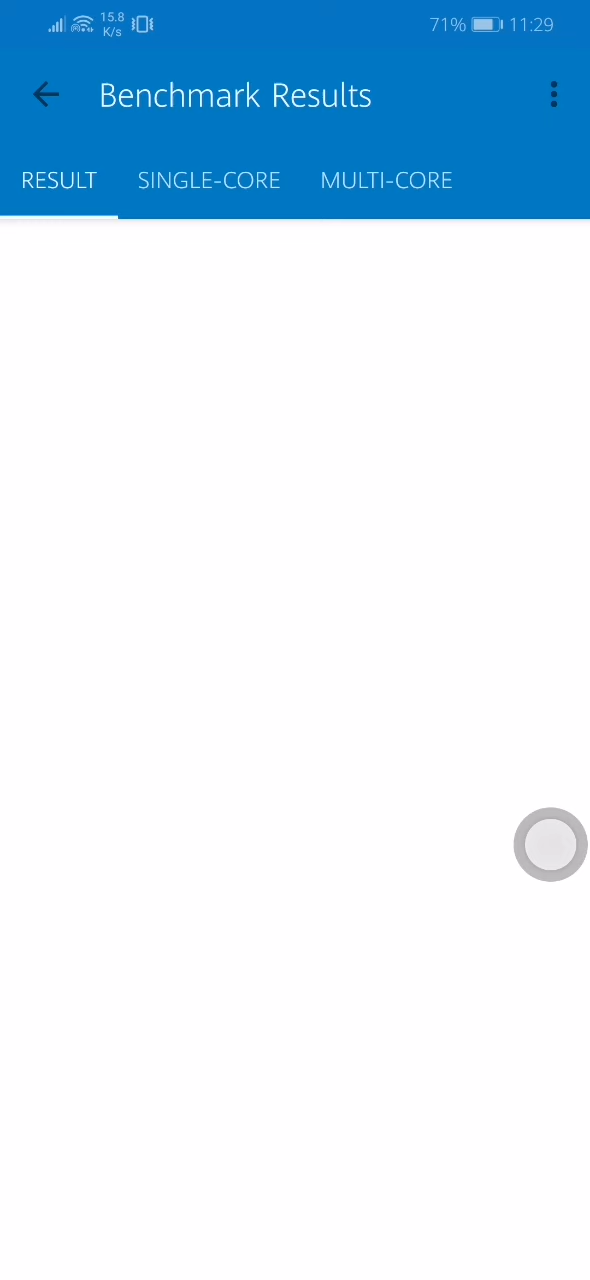 15.8
K/s
71% 11:29
Benchmark Results
RESULT SINGLE-CORE MULTI-CORE